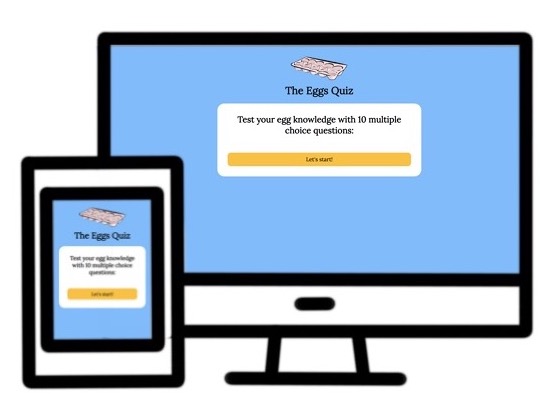 The Eggs Quiz
Test your egg knowledge with 10 multiple
choice questions:
Let's start!
The Eggs Quiz
Test your egg knowledge
with 10 multiple choice
questions:
Let's start!